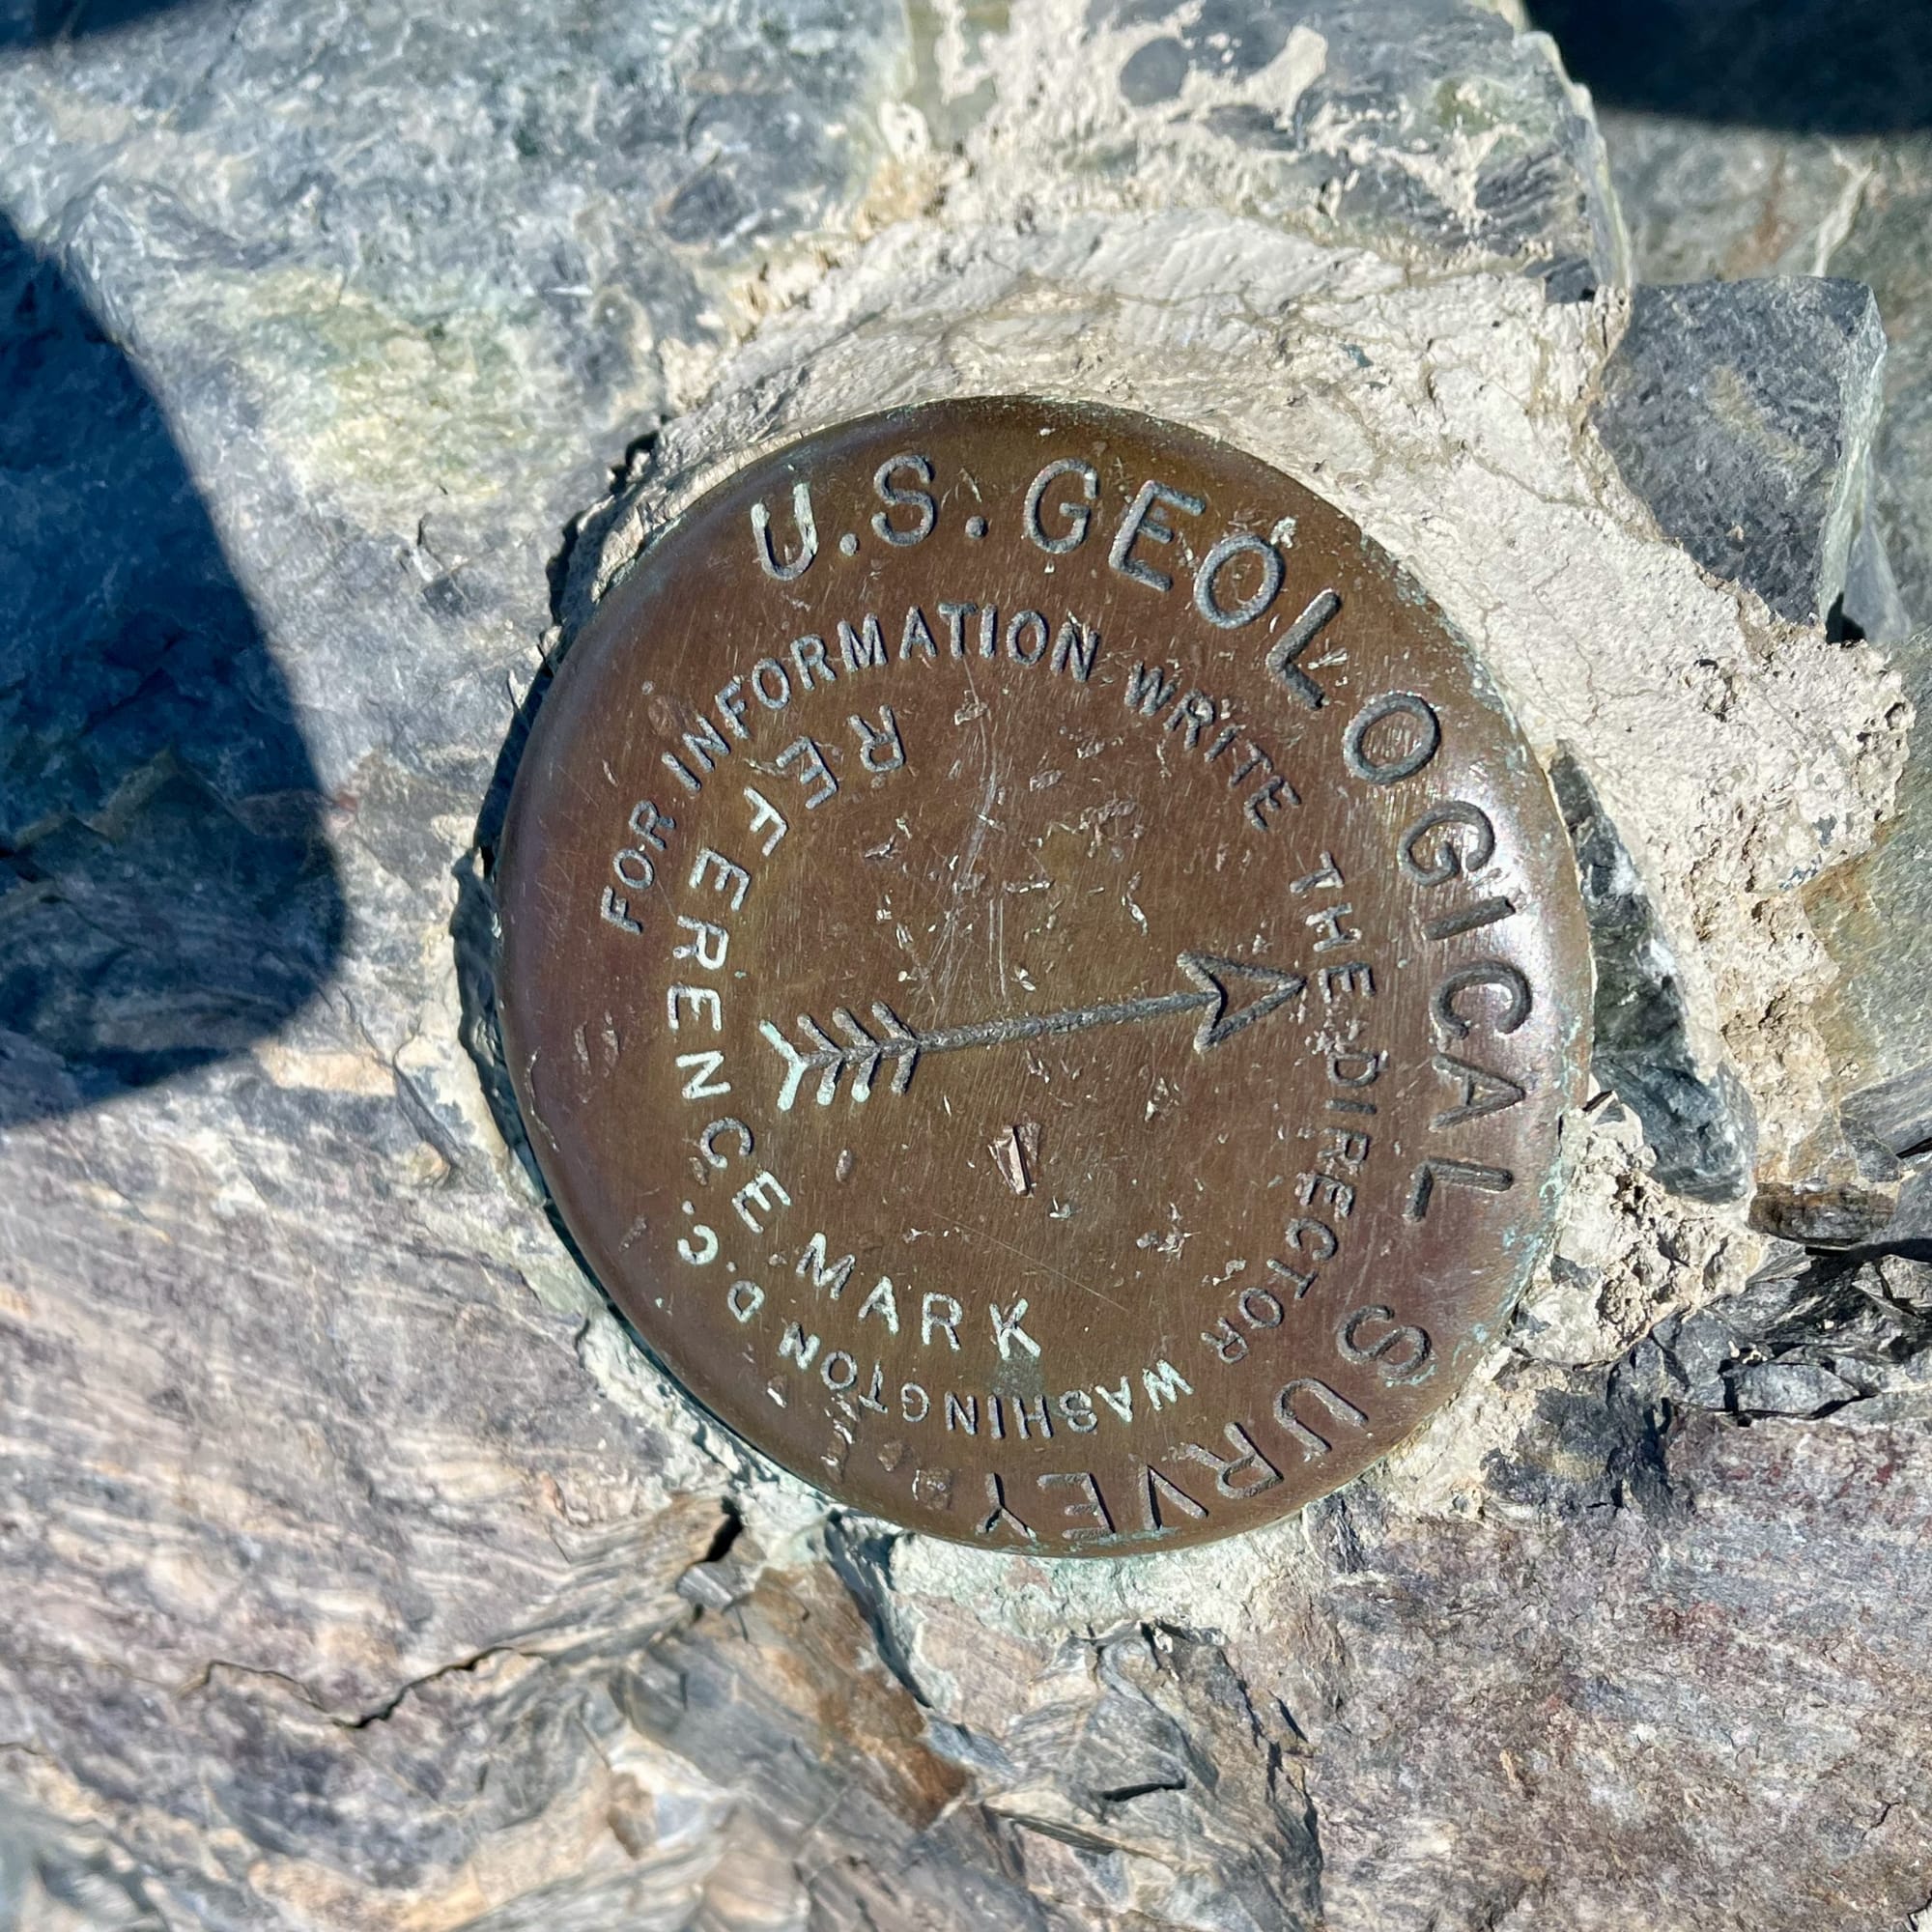 U.S. GEOLOGICAL SURVEY
FOR INFORMATION WRITE THE DIRECTOR
WASHINGTON D.C.
REFERENCE MARK